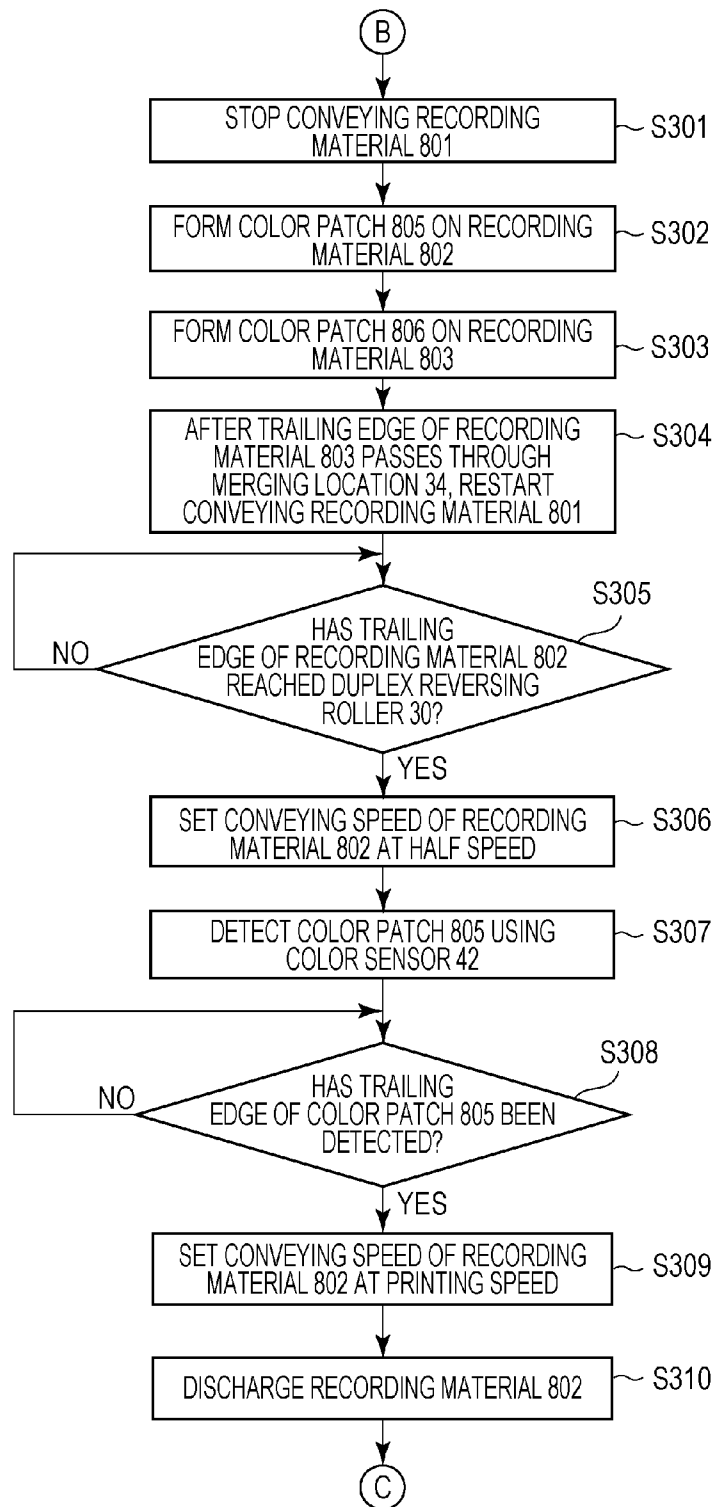 B
STOP CONVEYING RECORDING
MATERIAL 801
S301
FORM COLOR PATCH 805 ON RECORDING
MATERIAL 802
S302
FORM COLOR PATCH 806 ON RECORDING
MATERIAL 803
S303
AFTER TRAILING EDGE OF RECORDING
MATERIAL 803 PASSES THROUGH
MERGING LOCATION 34, RESTART
CONVEYING RECORDING MATERIAL 801
S304
S305
HAS TRAILING
EDGE OF RECORDING MATERIAL 802
REACHED DUPLEX REVERSING
ROLLER 30?
NO
YES
SET CONVEYING SPEED OF RECORDING
MATERIAL 802 AT HALF SPEED
S306
DETECT COLOR PATCH 805 USING
COLOR SENSOR 42
S307
S308
HAS TRAILING
EDGE OF COLOR PATCH 805 BEEN
DETECTED?
NO
YES
SET CONVEYING SPEED OF RECORDING
MATERIAL 802 AT PRINTING SPEED
S309
DISCHARGE RECORDING MATERIAL 802
S310
C